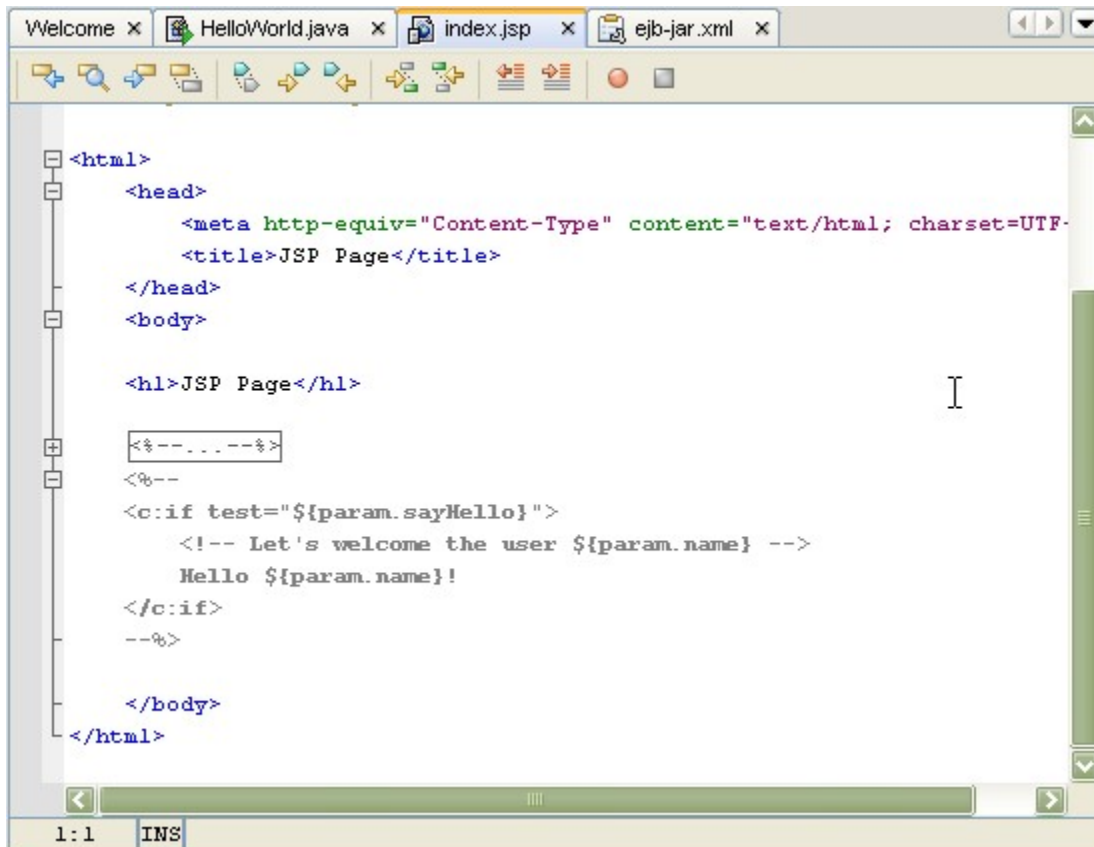 Welcome HelloWorld.java index.jsp ejb-jar.xml
<html>
<head>
<meta http-equiv="Content-Type" content="text/html; charset=UTF-
<title>JSP Page</title>
</head>
<body>
<h1>JSP Page</h1>
<%--...--%>
<%--
<c:if test="${param.sayHello}">
<!-- Let's welcome the user ${param.name} -->
Hello ${param.name}!
</c:if>
--%>
</body>
</html>
1:1 INS